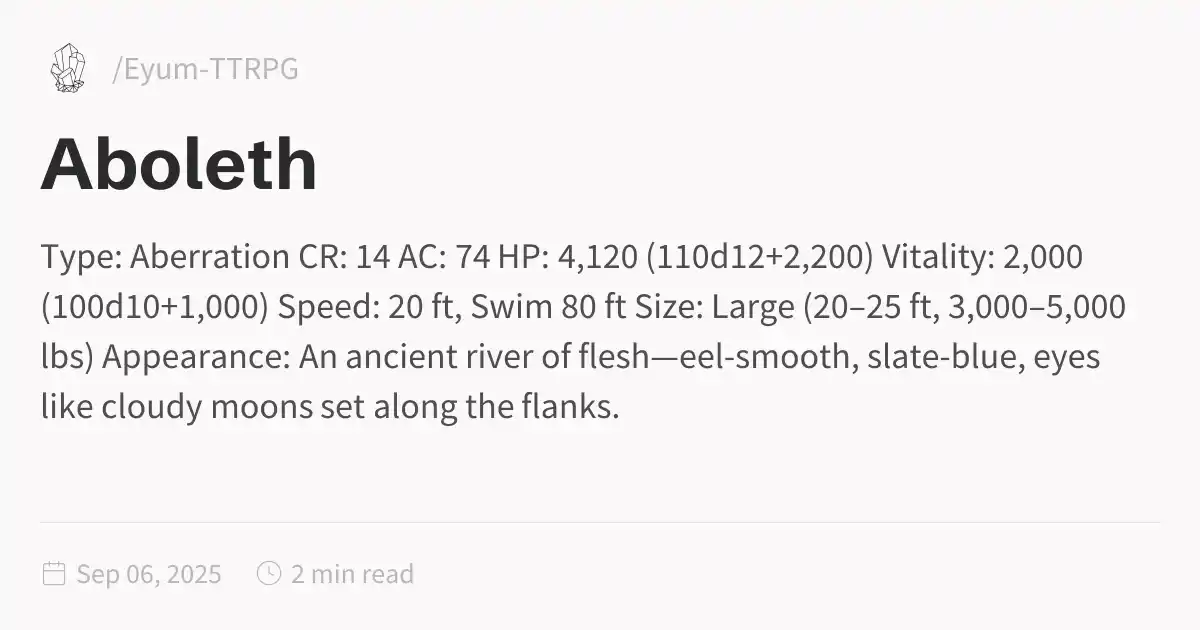 /Eyum-TTRPG
Aboleth
Type: Aberration CR: 14 AC: 74 HP: 4,120 (110d12+2,200) Vitality: 2,000
(100d10+1,000) Speed: 20 ft, Swim 80 ft Size: Large (20–25 ft, 3,000–5,000
lbs) Appearance: An ancient river of flesh—eel-smooth, slate-blue, eyes
like cloudy moons set along the flanks.
Sep 06, 2025 2 min read